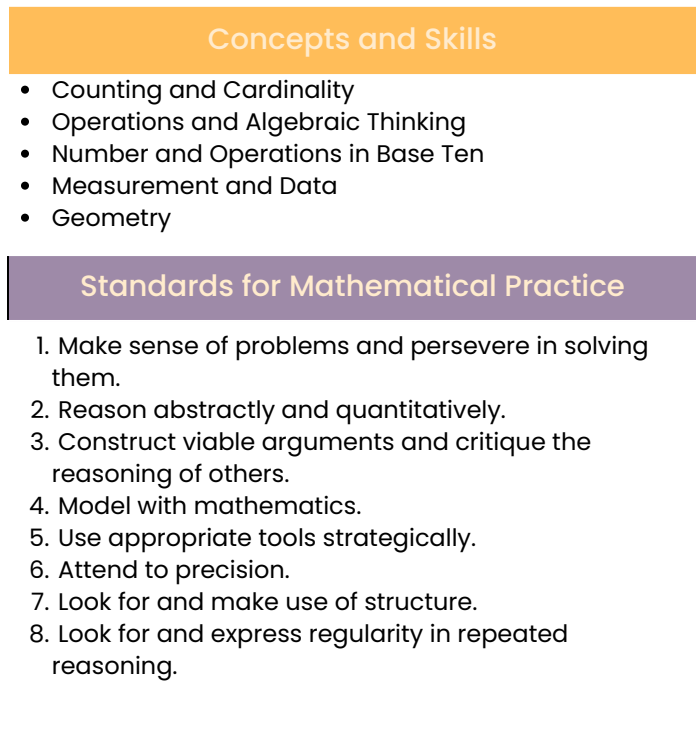 Concepts and Skills
• Counting and Cardinality
• Operations and Algebraic Thinking
• Number and Operations in Base Ten
• Measurement and Data
• Geometry
Standards for Mathematical Practice
1. Make sense of problems and persevere in solving
them.
2. Reason abstractly and quantitatively.
3. Construct viable arguments and critique the
reasoning of others.
4. Model with mathematics.
5. Use appropriate tools strategically.
6. Attend to precision.
7. Look for and make use of structure.
8. Look for and express regularity in repeated
reasoning.